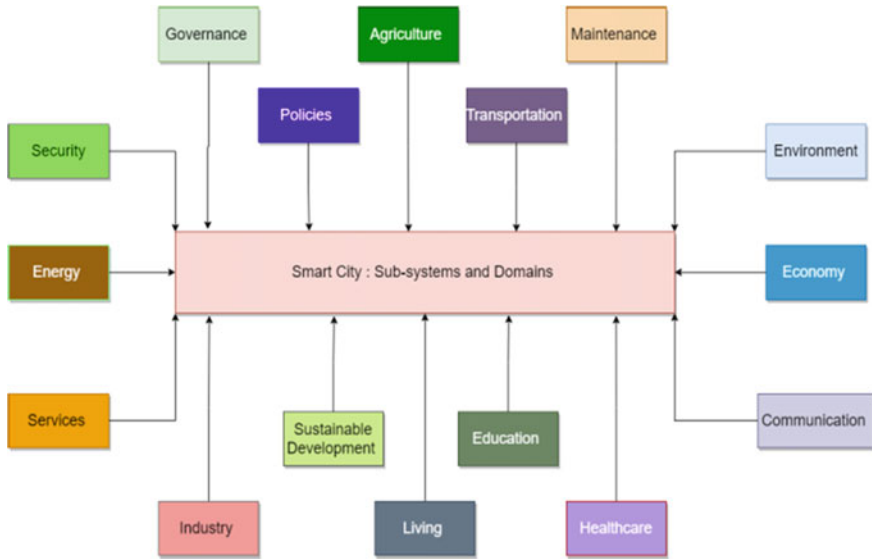 Governance
Agriculture
Maintenance
Policies
Transportation
Security
Environment
Energy
Smart City : Sub-systems and Domains
Economy
Services
Sustainable
Development
Education
Communication
Industry
Living
Healthcare